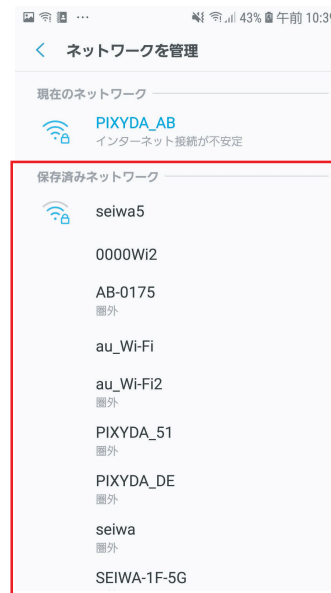 43% 午前 10:39
ネットワークを管理
現在のネットワーク
PIXYDA_AB
インターネット接続が不安定
保存済みネットワーク
seiwa5
0000Wi2
AB-0175
圏外
au_Wi-Fi
au_Wi-Fi2
圏外
PIXYDA_51
圏外
PIXYDA_DE
圏外
seiwa
圏外
SEIWA-1F-5G